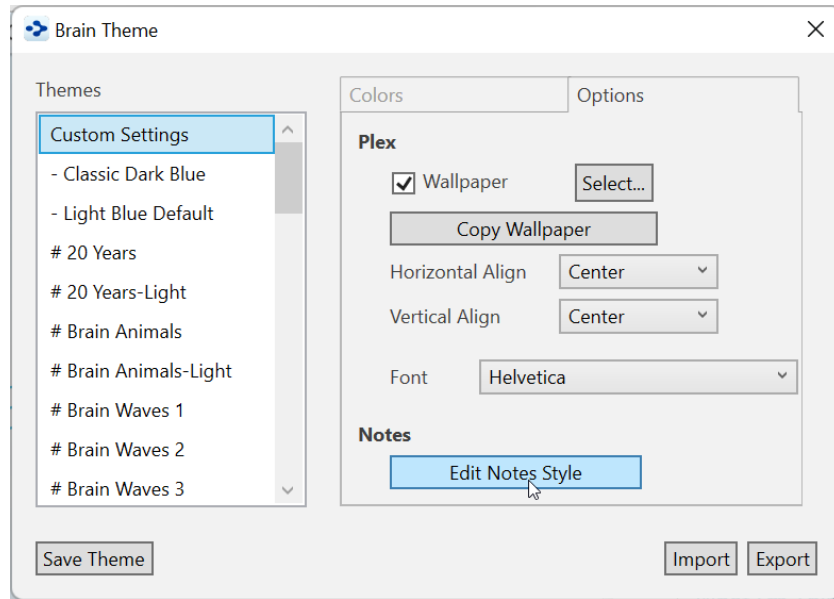 Brain Theme
Themes
Custom Settings
- Classic Dark Blue
- Light Blue Default
# 20 Years
# 20 Years-Light
# Brain Animals
# Brain Animals-Light
# Brain Waves 1
# Brain Waves 2
# Brain Waves 3
Colors Options
Plex
Wallpaper Select...
Copy Wallpaper
Horizontal Align Center
Vertical Align Center
Font Helvetica
Notes
Edit Notes Style
Save Theme Import Export